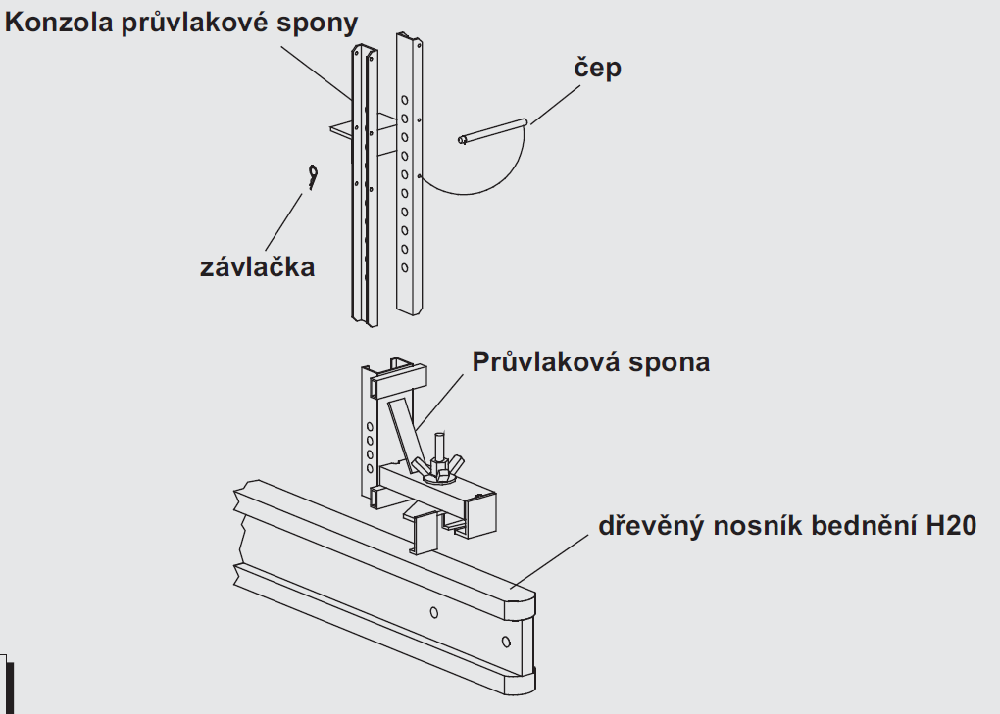 Konzola průvlakové spony
čep
závlačka
Průvlaková spona
dřevěný nosník bednění H20